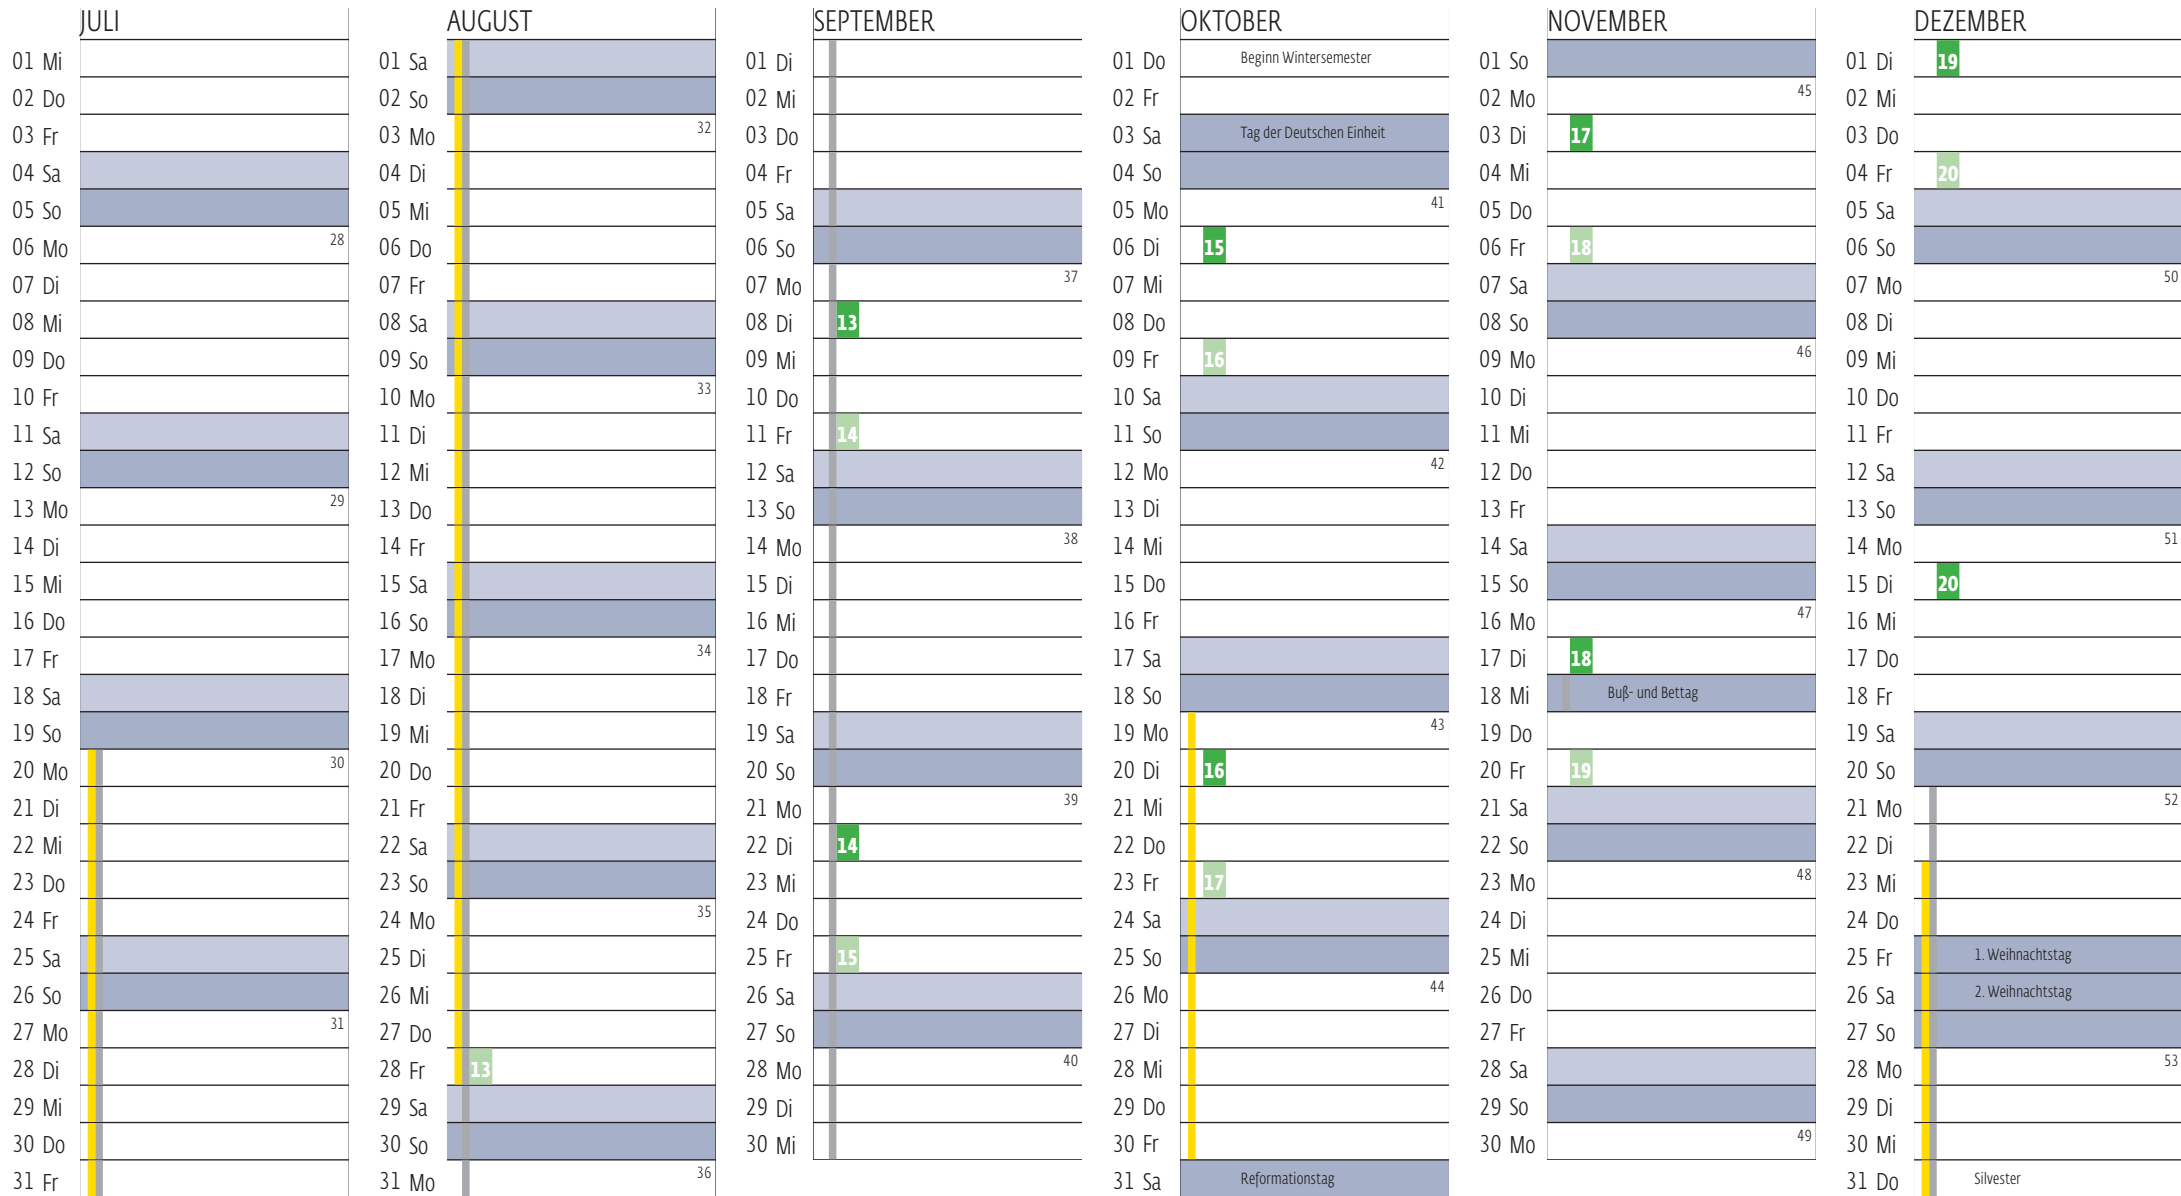 JULI
01 Mi
02 Do
03 Fr
04 Sa
05 So
06 Mo 28
07 Di
08 Mi
09 Do
10 Fr
11 Sa
12 So
13 Mo 29
14 Di
15 Mi
16 Do
17 Fr
18 Sa
19 So
20 Mo 30
21 Di
22 Mi
23 Do
24 Fr
25 Sa
26 So
27 Mo 31
28 Di
29 Mi
30 Do
31 Fr
AUGUST
01 Sa
02 So
03 Mo 32
04 Di
05 Mi
06 Do
07 Fr
08 Sa
09 So
10 Mo 33
11 Di
12 Mi
13 Do
14 Fr
15 Sa
16 So
17 Mo 34
18 Di
19 Mi
20 Do
21 Fr
22 Sa
23 So
24 Mo 35
25 Di
26 Mi
27 Do
28 Fr 13
29 Sa
30 So
31 Mo 36
SEPTEMBER
01 Di
02 Mi
03 Do
04 Fr
05 Sa
06 So
07 Mo 37
08 Di 13
09 Mi
10 Do
11 Fr 14
12 Sa
13 So
14 Mo 38
15 Di
16 Mi
17 Do
18 Fr
19 Sa
20 So
21 Mo 39
22 Di 14
23 Mi
24 Do
25 Fr 15
26 Sa
27 So
28 Mo 40
29 Di
30 Mi
OKTOBER
01 Do Beginn Wintersemester
02 Fr
03 Sa Tag der Deutschen Einheit
04 So
05 Mo 41
06 Di 15
07 Mi
08 Do
09 Fr 16
10 Sa
11 So
12 Mo 42
13 Di
14 Mi
15 Do
16 Fr
17 Sa
18 So
19 Mo 43
20 Di 16
21 Mi
22 Do
23 Fr 17
24 Sa
25 So
26 Mo 44
27 Di
28 Mi
29 Do
30 Fr
31 Sa Reformationstag
NOVEMBER
01 So
02 Mo 45
03 Di 17
04 Mi
05 Do
06 Fr 18
07 Sa
08 So
09 Mo 46
10 Di
11 Mi
12 Do
13 Fr
14 Sa
15 So
16 Mo 47
17 Di 18
18 Mi Buß- und Bettag
19 Do
20 Fr 19
21 Sa
22 So
23 Mo 48
24 Di
25 Mi
26 Do
27 Fr
28 Sa
29 So
30 Mo 49
DEZEMBER
01 Di 19
02 Mi
03 Do
04 Fr 20
05 Sa
06 So
07 Mo 50
08 Di
09 Mi
10 Do
11 Fr
12 Sa
13 So
14 Mo 51
15 Di 20
16 Mi
17 Do
18 Fr
19 Sa
20 So
21 Mo 52
22 Di
23 Mi
24 Do
25 Fr 1. Weihnachtstag
26 Sa 2. Weihnachtstag
27 So
28 Mo 53
29 Di
30 Mi
31 Do Silvester